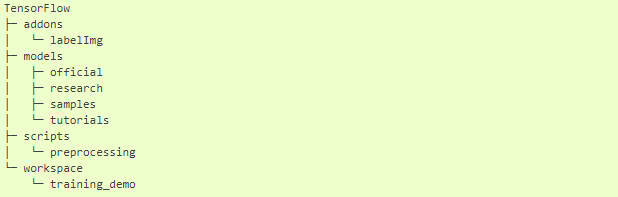 TensorFlow
├─ addons
│   └─ labelImg
├─ models
│   ├─ official
│   ├─ research
│   ├─ samples
│   └─ tutorials
├─ scripts
│   └─ preprocessing
└─ workspace
    └─ training_demo